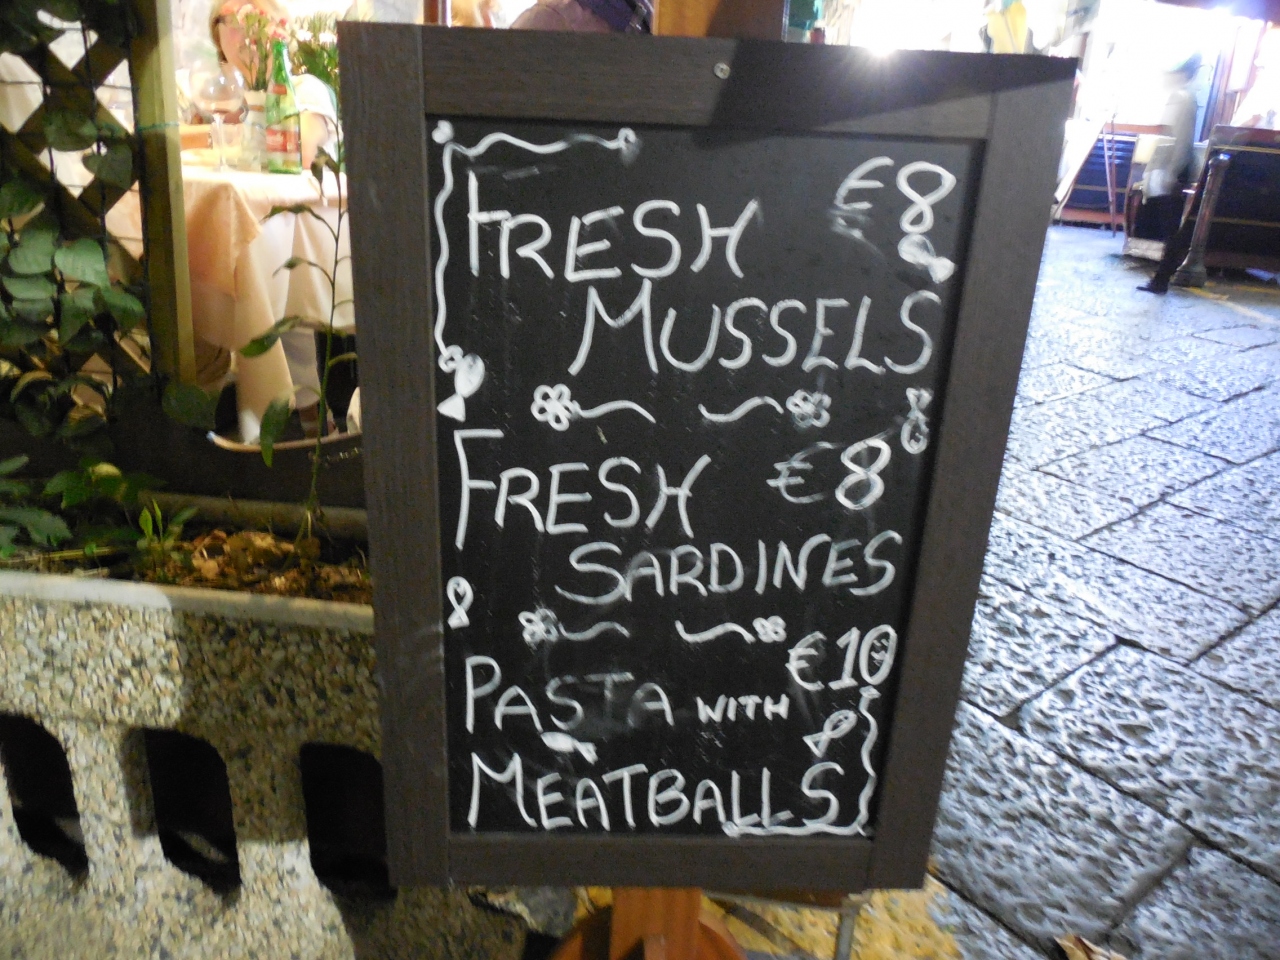 FRESH €8
MUSSELS
FRESH €8
SARDINES
€10
PASTA WITH
MEATBALLS